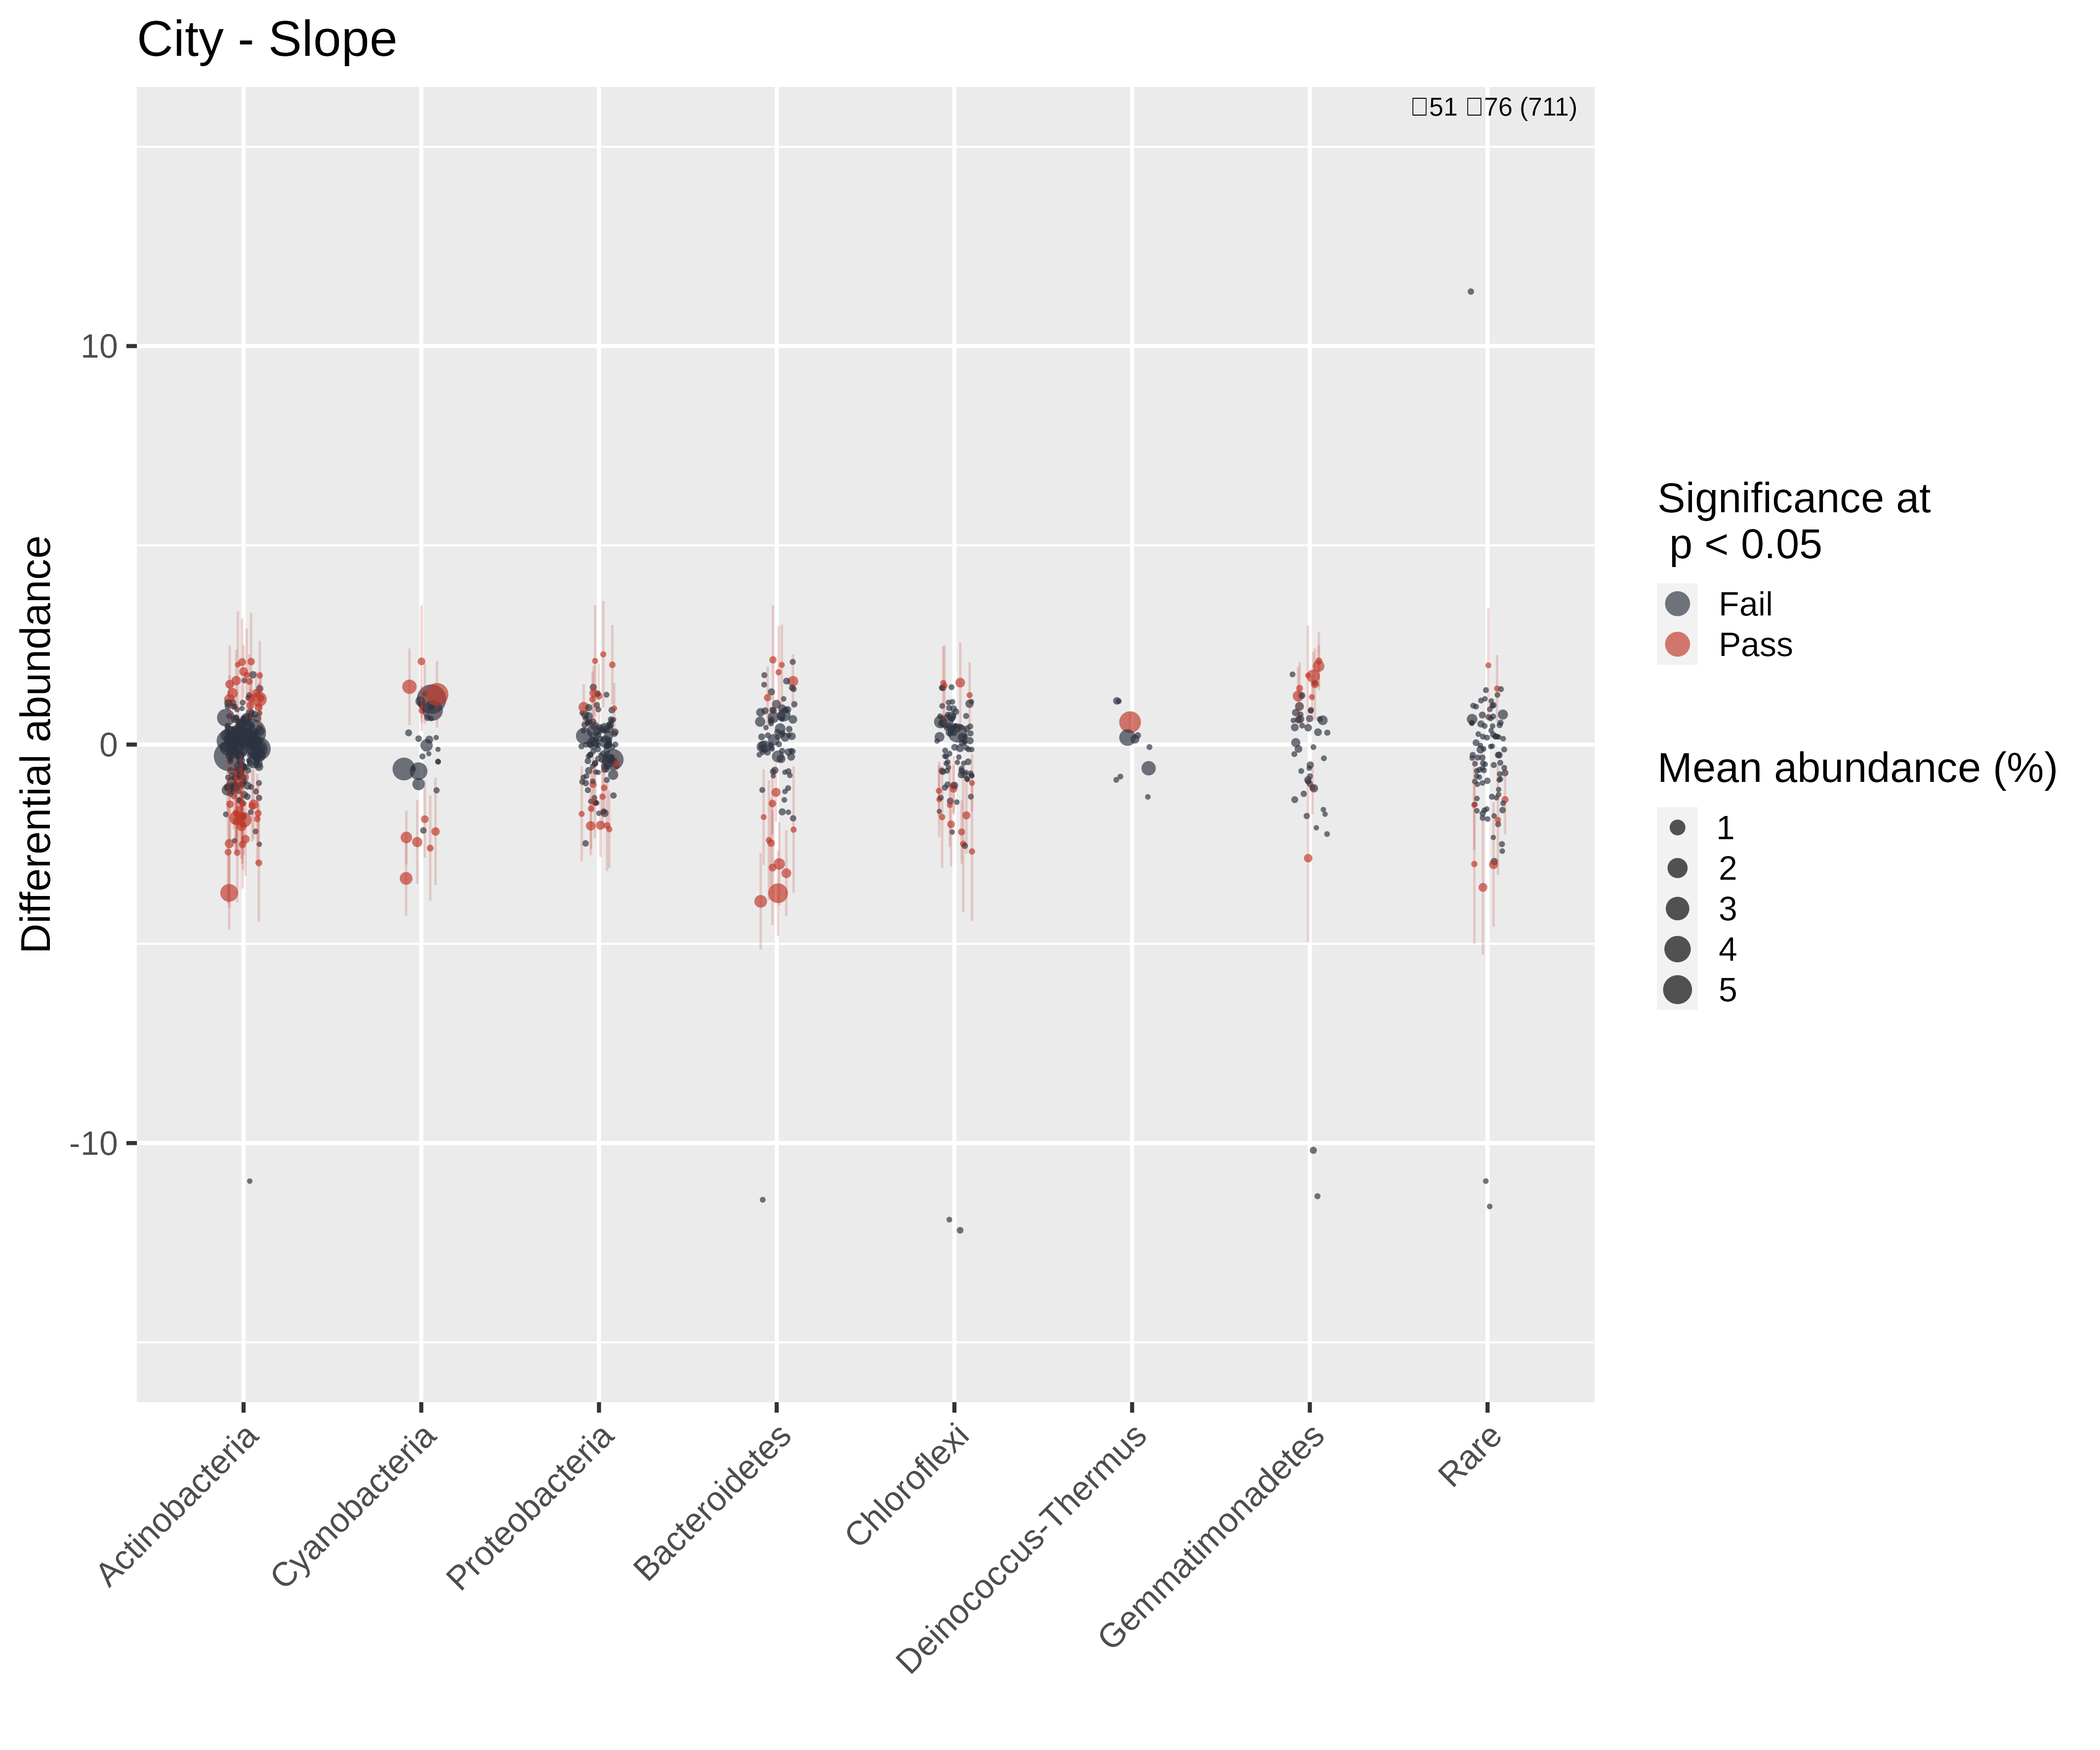 City - Slope
□51 □76 (711)
Differential abundance
10
0
-10
Actinobacteria
Cyanobacteria
Proteobacteria
Bacteroidetes
Chloroflexi
Deinococcus-Thermus
Gemmatimonadetes
Rare
Significance at
p < 0.05
Fail
Pass
Mean abundance (%)
1
2
3
4
5